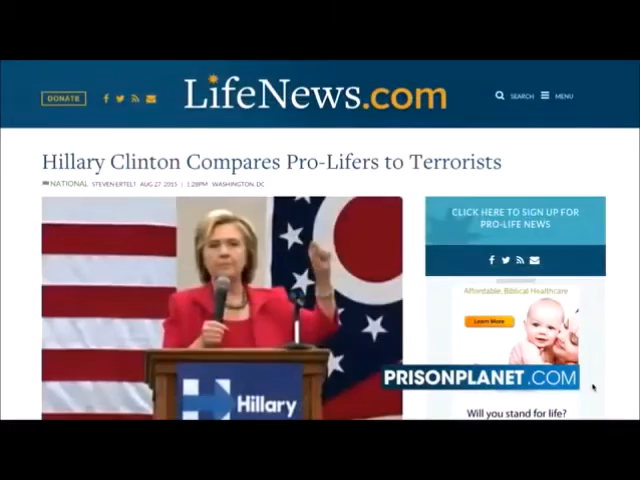 DONATE
LifeNews.com
SEARCH
MENU
Hillary Clinton Compares Pro-Lifers to Terrorists
NATIONAL STEVEN ERTELT AUG 27, 2015 | 1:28PM WASHINGTON, DC
CLICK HERE TO SIGN UP FOR
PRO-LIFE NEWS
Affordable, Biblical Healthcare
Learn More
PRISONPLANET.COM
Hillary
Will you stand for life?